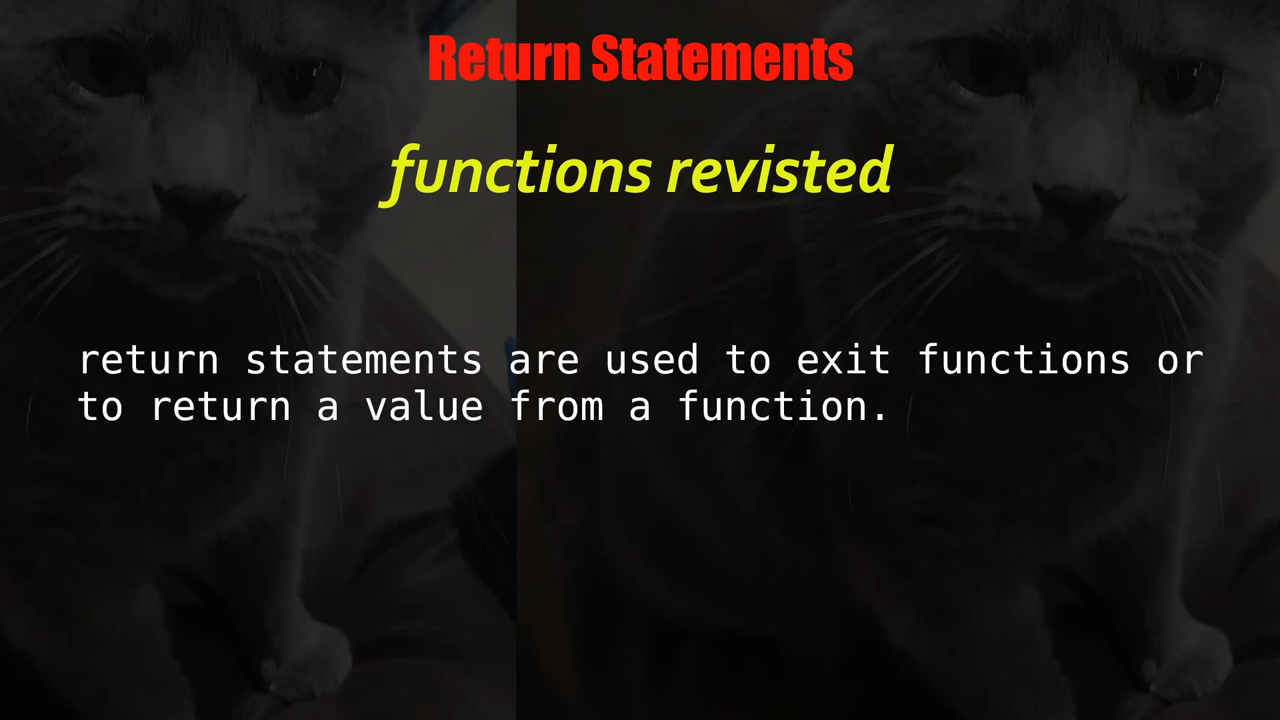 Return Statements
functions revisted
return statements are used to exit functions or
to return a value from a function.